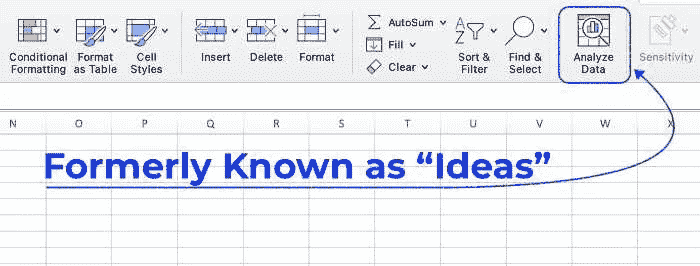 AutoSum
Fill
Clear
Conditional Formatting
Format as Table
Cell Styles
Insert
Delete
Format
Sort & Filter
Find & Select
Analyze Data
Sensitivity
N O P Q R S T U V W X
Formerly Known as “Ideas”